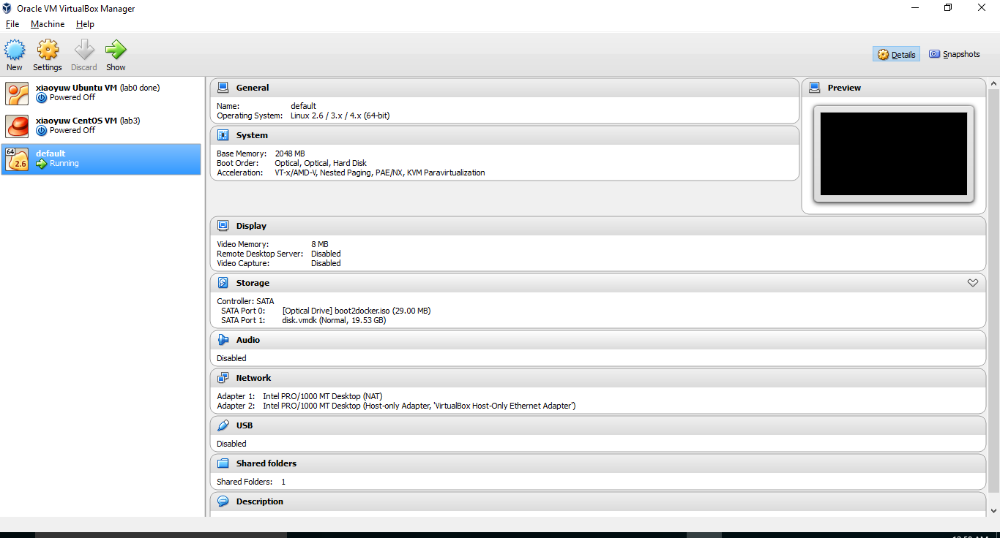 Oracle VM VirtualBox Manager
File Machine Help
New Settings Discard Show Details Snapshots
xiaoyuw Ubuntu VM (lab0 done)
Powered Off
xiaoyuw CentOS VM (lab3)
Powered Off
64 2.6
default
Running
General
Name: default
Operating System: Linux 2.6 / 3.x / 4.x (64-bit)
System
Base Memory: 2048 MB
Boot Order: Optical, Optical, Hard Disk
Acceleration: VT-x/AMD-V, Nested Paging, PAE/NX, KVM Paravirtualization
Preview
Display
Video Memory: 8 MB
Remote Desktop Server: Disabled
Video Capture: Disabled
Storage
Controller: SATA
SATA Port 0: [Optical Drive] boot2docker.iso (29.00 MB)
SATA Port 1: disk.vmdk (Normal, 19.53 GB)
Audio
Disabled
Network
Adapter 1: Intel PRO/1000 MT Desktop (NAT)
Adapter 2: Intel PRO/1000 MT Desktop (Host-only Adapter, 'VirtualBox Host-Only Ethernet Adapter')
USB
Disabled
Shared folders
Shared Folders: 1
Description